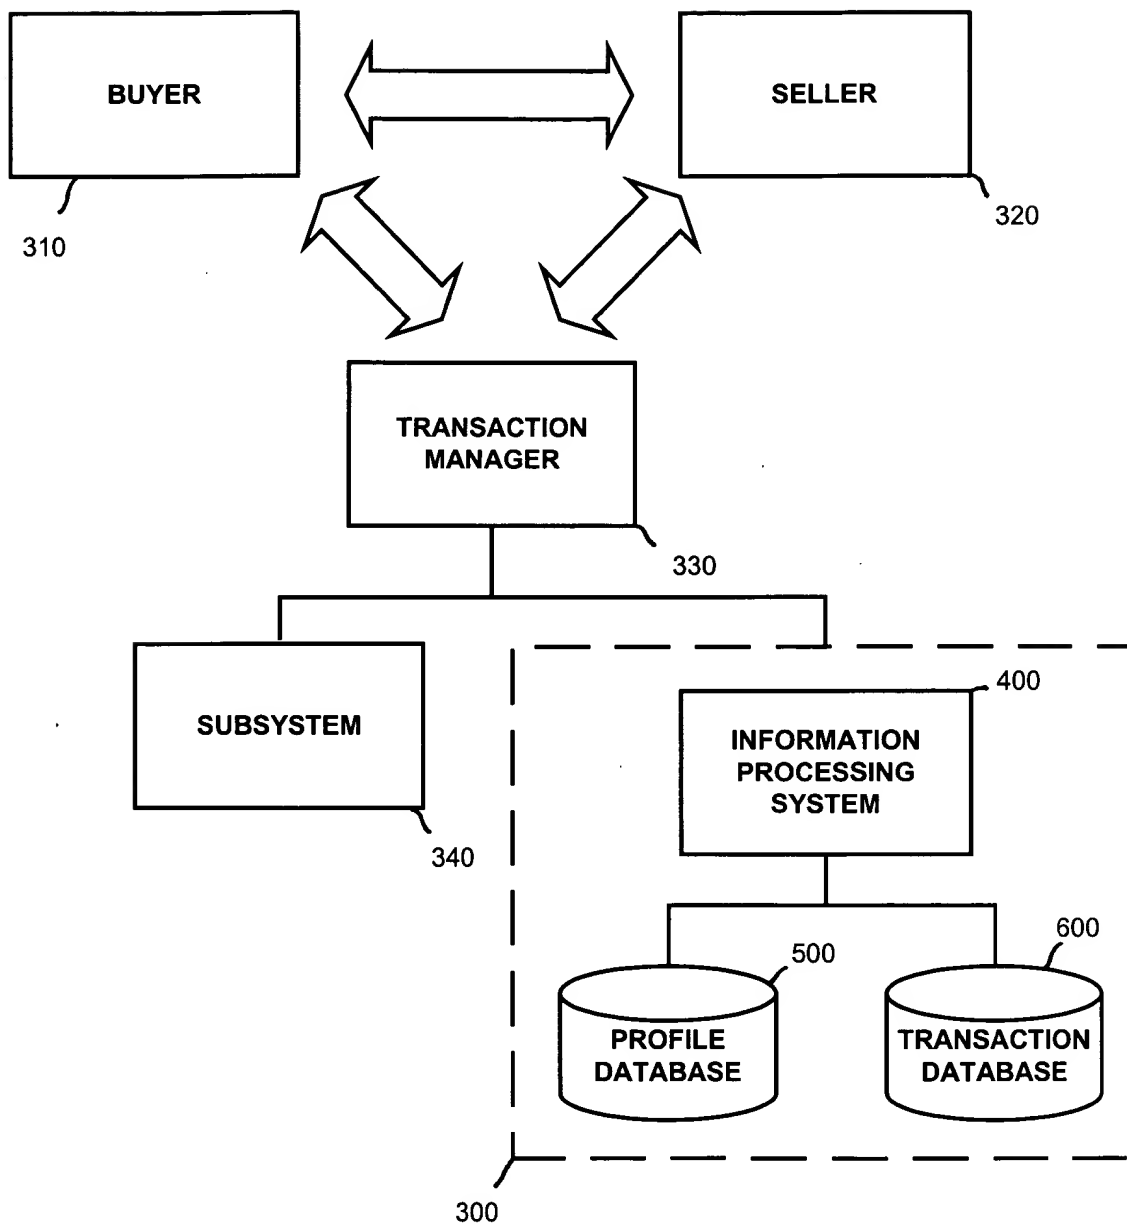 BUYER
SELLER
310
320
TRANSACTION
MANAGER
330
SUBSYSTEM
340
400
INFORMATION
PROCESSING
SYSTEM
500
600
PROFILE
DATABASE
TRANSACTION
DATABASE
300